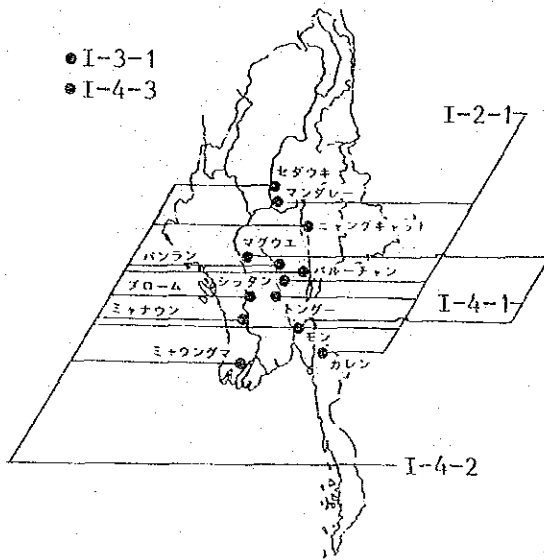 I-3-1
I-4-3
I-2-1
セダウキ
マンダレー
ニャングキャット
マグウエ
パンラン
バルーチャン
シッタン
プローム
トングー
I-4-1
ミャナウン
モン
カレン
ミャウングマ
I-4-2